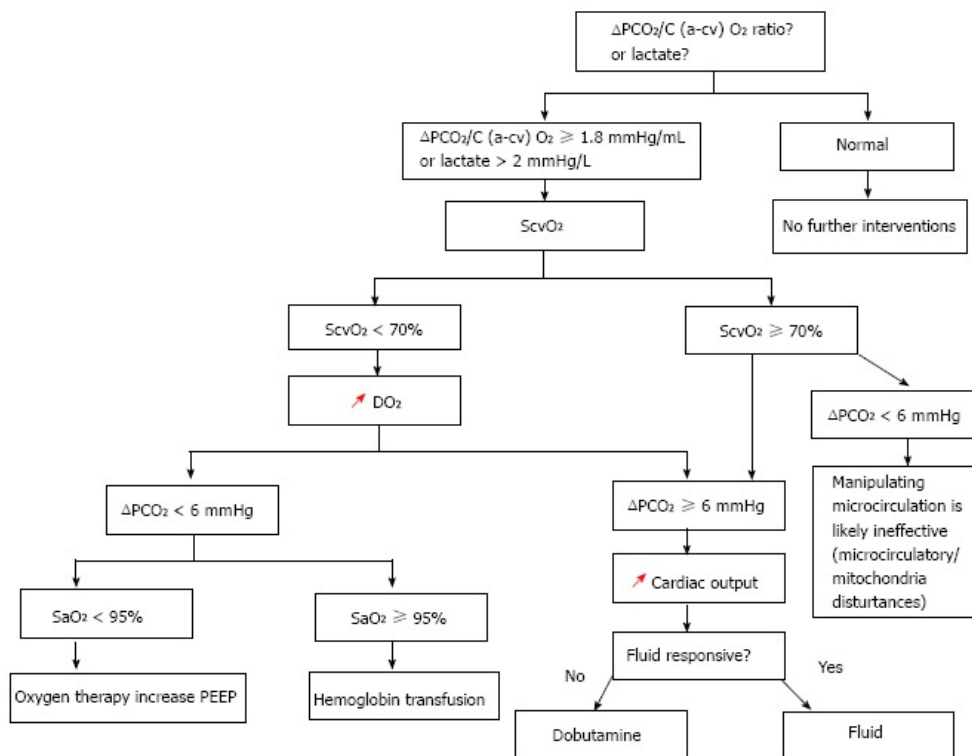 ΔPCO₂/C (a-cv) O₂ ratio?
or lactate?
ΔPCO₂/C (a-cv) O₂ ⩾ 1.8 mmHg/mL
or lactate > 2 mmHg/L
Normal
No further interventions
ScvO₂
ScvO₂ < 70%
ScvO₂ ⩾ 70%
DO₂
ΔPCO₂ < 6 mmHg
ΔPCO₂ < 6 mmHg
ΔPCO₂ ⩾ 6 mmHg
Manipulating
microcirculation is
likely ineffective
(microcirculatory/
mitochondria
disturtances)
Cardiac output
SaO₂ < 95%
SaO₂ ⩾ 95%
Fluid responsive?
No
Yes
Oxygen therapy increase PEEP
Hemoglobin transfusion
Dobutamine
Fluid